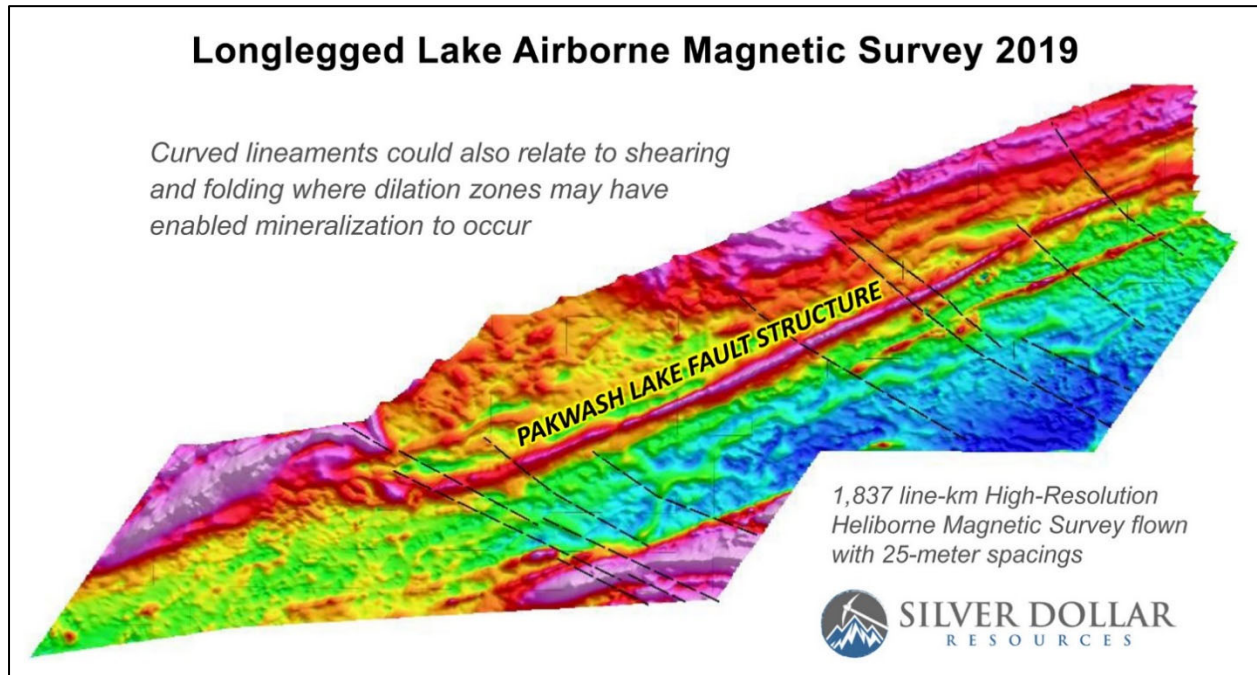 Longlegged Lake Airborne Magnetic Survey 2019
Curved lineaments could also relate to shearing
and folding where dilation zones may have
enabled mineralization to occur
PAKWASH LAKE FAULT STRUCTURE
1,837 line-km High-Resolution
Heliborne Magnetic Survey flown
with 25-meter spacings
SILVER DOLLAR
RESOURCES